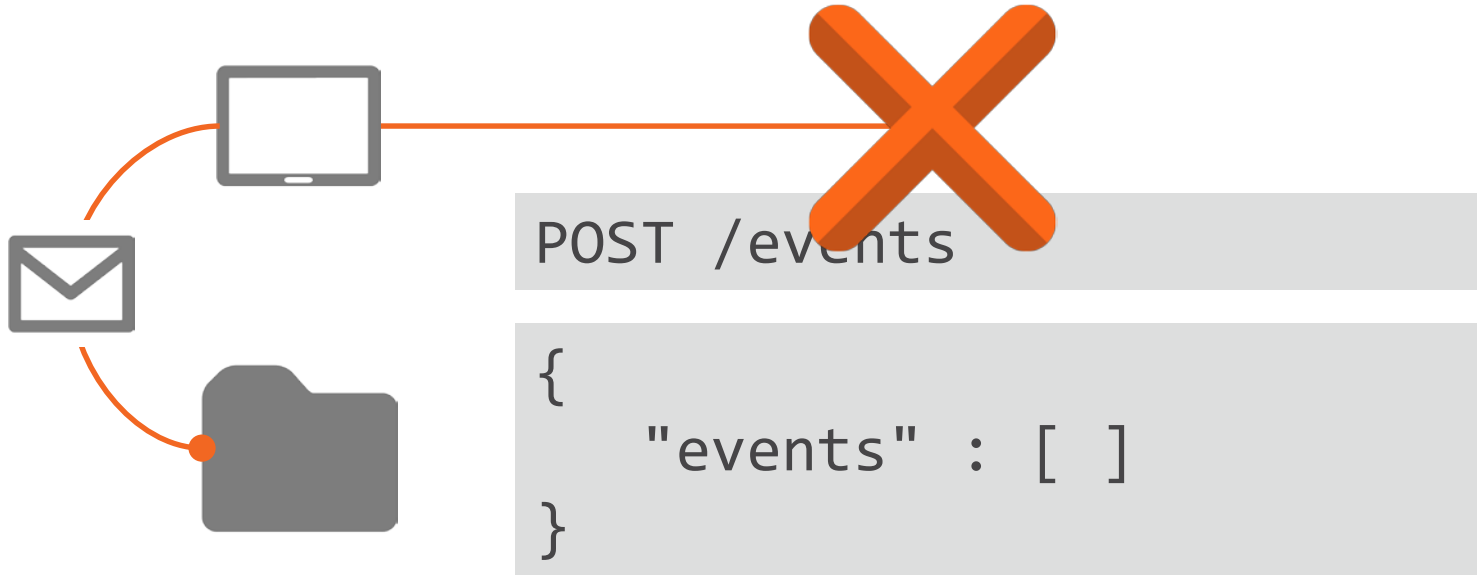 POST /events
{
"events" : [ ]
}